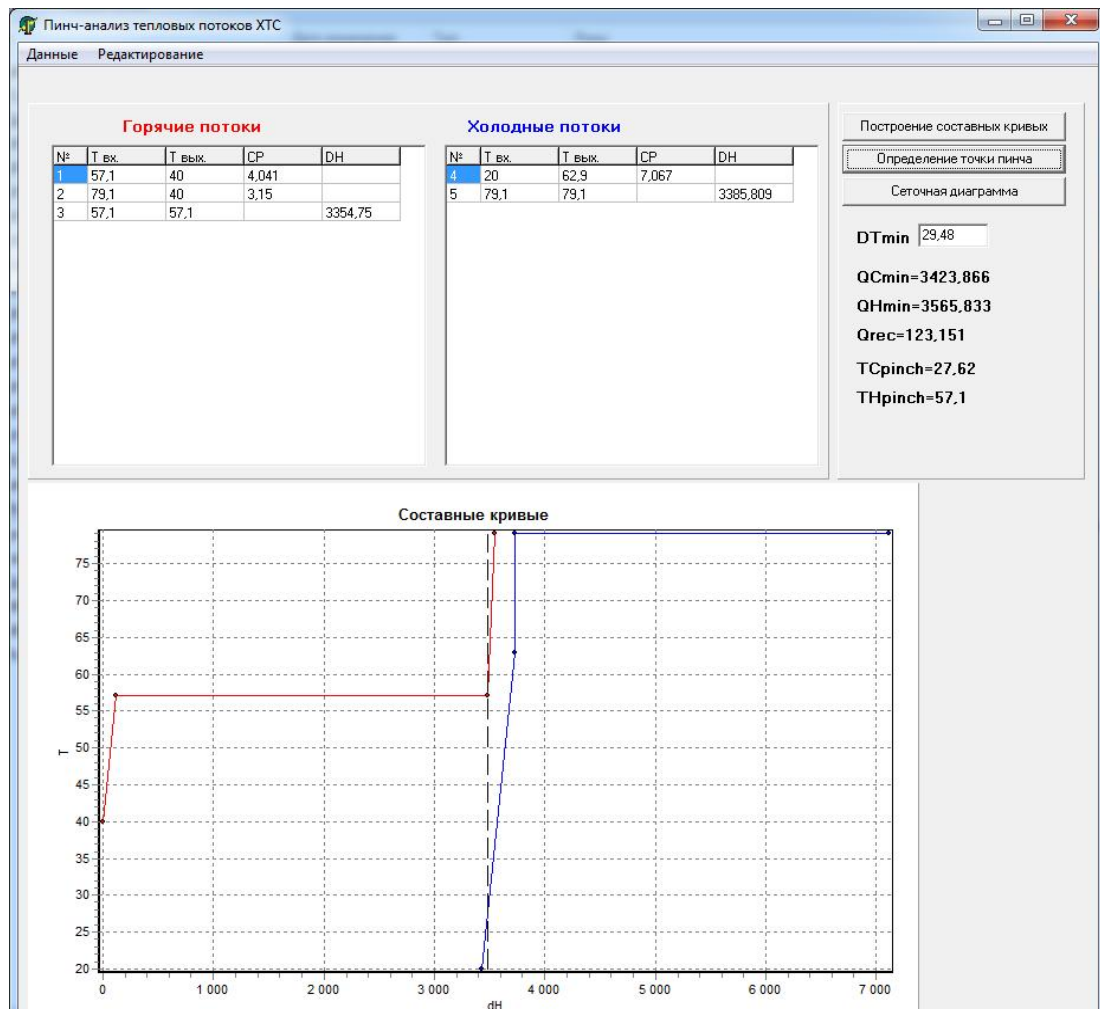 Пинч-анализ тепловых потоков ХТС
Данные Редактирование
Горячие потоки
№ Т вх. Т вых. CP DH
1 57,1 40 4,041
2 79,1 40 3,15
3 57,1 57,1 3354,75
Холодные потоки
№ Т вх. Т вых. CP DH
4 20 62,9 7,067
5 79,1 79,1 3385,809
Построение составных кривых
Определение точки пинча
Сеточная диаграмма
DTmin 29,48
QCmin=3423,866
QHmin=3565,833
Qrec=123,151
TCpinch=27,62
THpinch=57,1
Составные кривые
75
70
65
60
55
50
45
40
35
30
25
20
T
0 1 000 2 000 3 000 4 000 5 000 6 000 7 000
dH